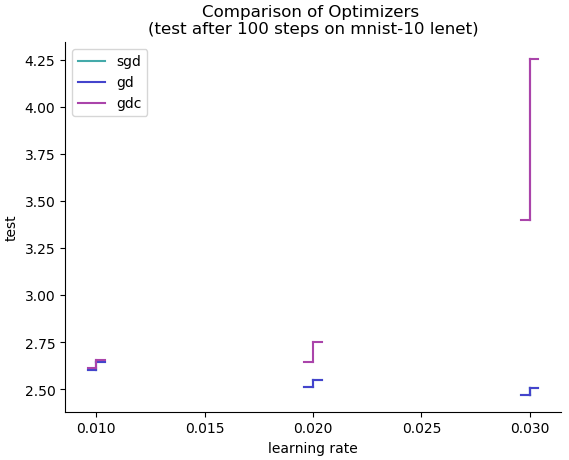 Comparison of Optimizers
(test after 100 steps on mnist-10 lenet)
sgd
gd
gdc
4.25
4.00
3.75
3.50
3.25
3.00
2.75
2.50
test
0.010
0.015
0.020
0.025
0.030
learning rate